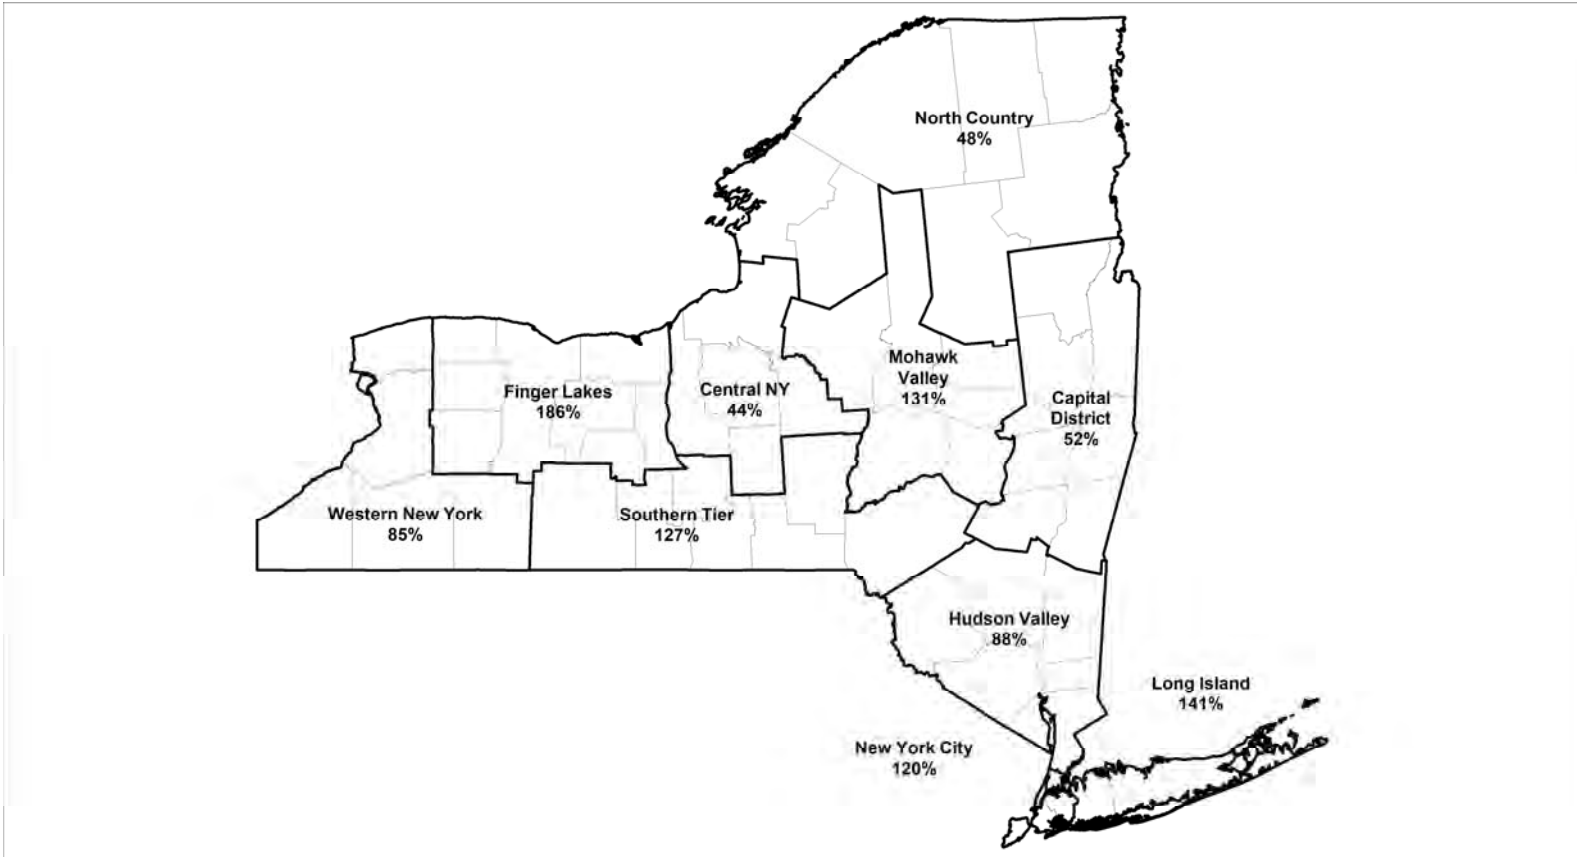 North Country
48%
Mohawk
Valley
131%
Finger Lakes
186%
Central NY
44%
Capital
District
52%
Western New York
85%
Southern Tier
127%
Hudson Valley
88%
Long Island
141%
New York City
120%